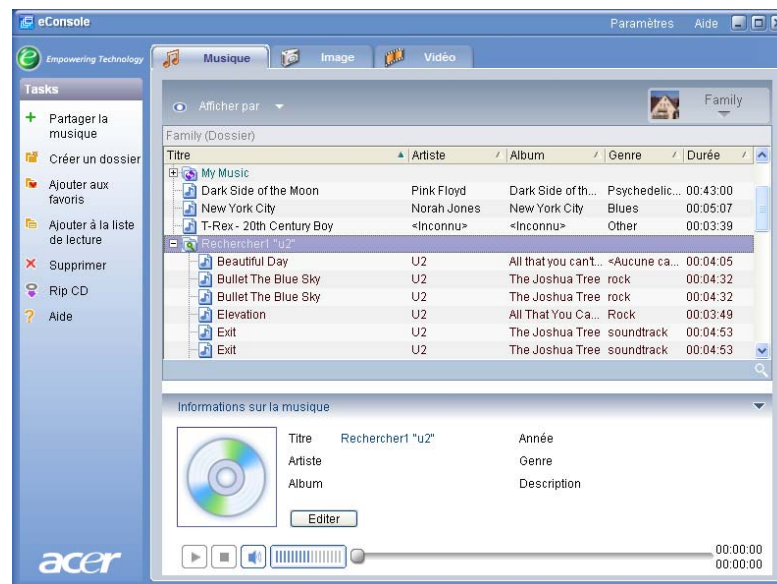 eConsole
Paramètres Aide
Empowering Technology
Musique Image Vidéo
Tasks
Partager la musique
Créer un dossier
Ajouter aux favoris
Ajouter à la liste de lecture
Supprimer
Rip CD
Aide
Afficher par
Family
Family (Dossier)
Titre Artiste Album Genre Durée
My Music
Dark Side of the Moon Pink Floyd Dark Side of th... Psychedelic... 00:43:00
New York City Norah Jones New York City Blues 00:05:07
T-Rex - 20th Century Boy <Inconnu> <Inconnu> Other 00:03:39
Rechercher1 "u2"
Beautiful Day U2 All that you can't... <Aucune ca... 00:04:05
Bullet The Blue Sky U2 The Joshua Tree rock 00:04:32
Bullet The Blue Sky U2 The Joshua Tree rock 00:04:32
Elevation U2 All That You Ca... Rock 00:03:49
Exit U2 The Joshua Tree soundtrack 00:04:53
Exit U2 The Joshua Tree soundtrack 00:04:53
Informations sur la musique
Titre Rechercher1 "u2" Année
Artiste Genre
Album Description
Editer
00:00:00
00:00:00
acer